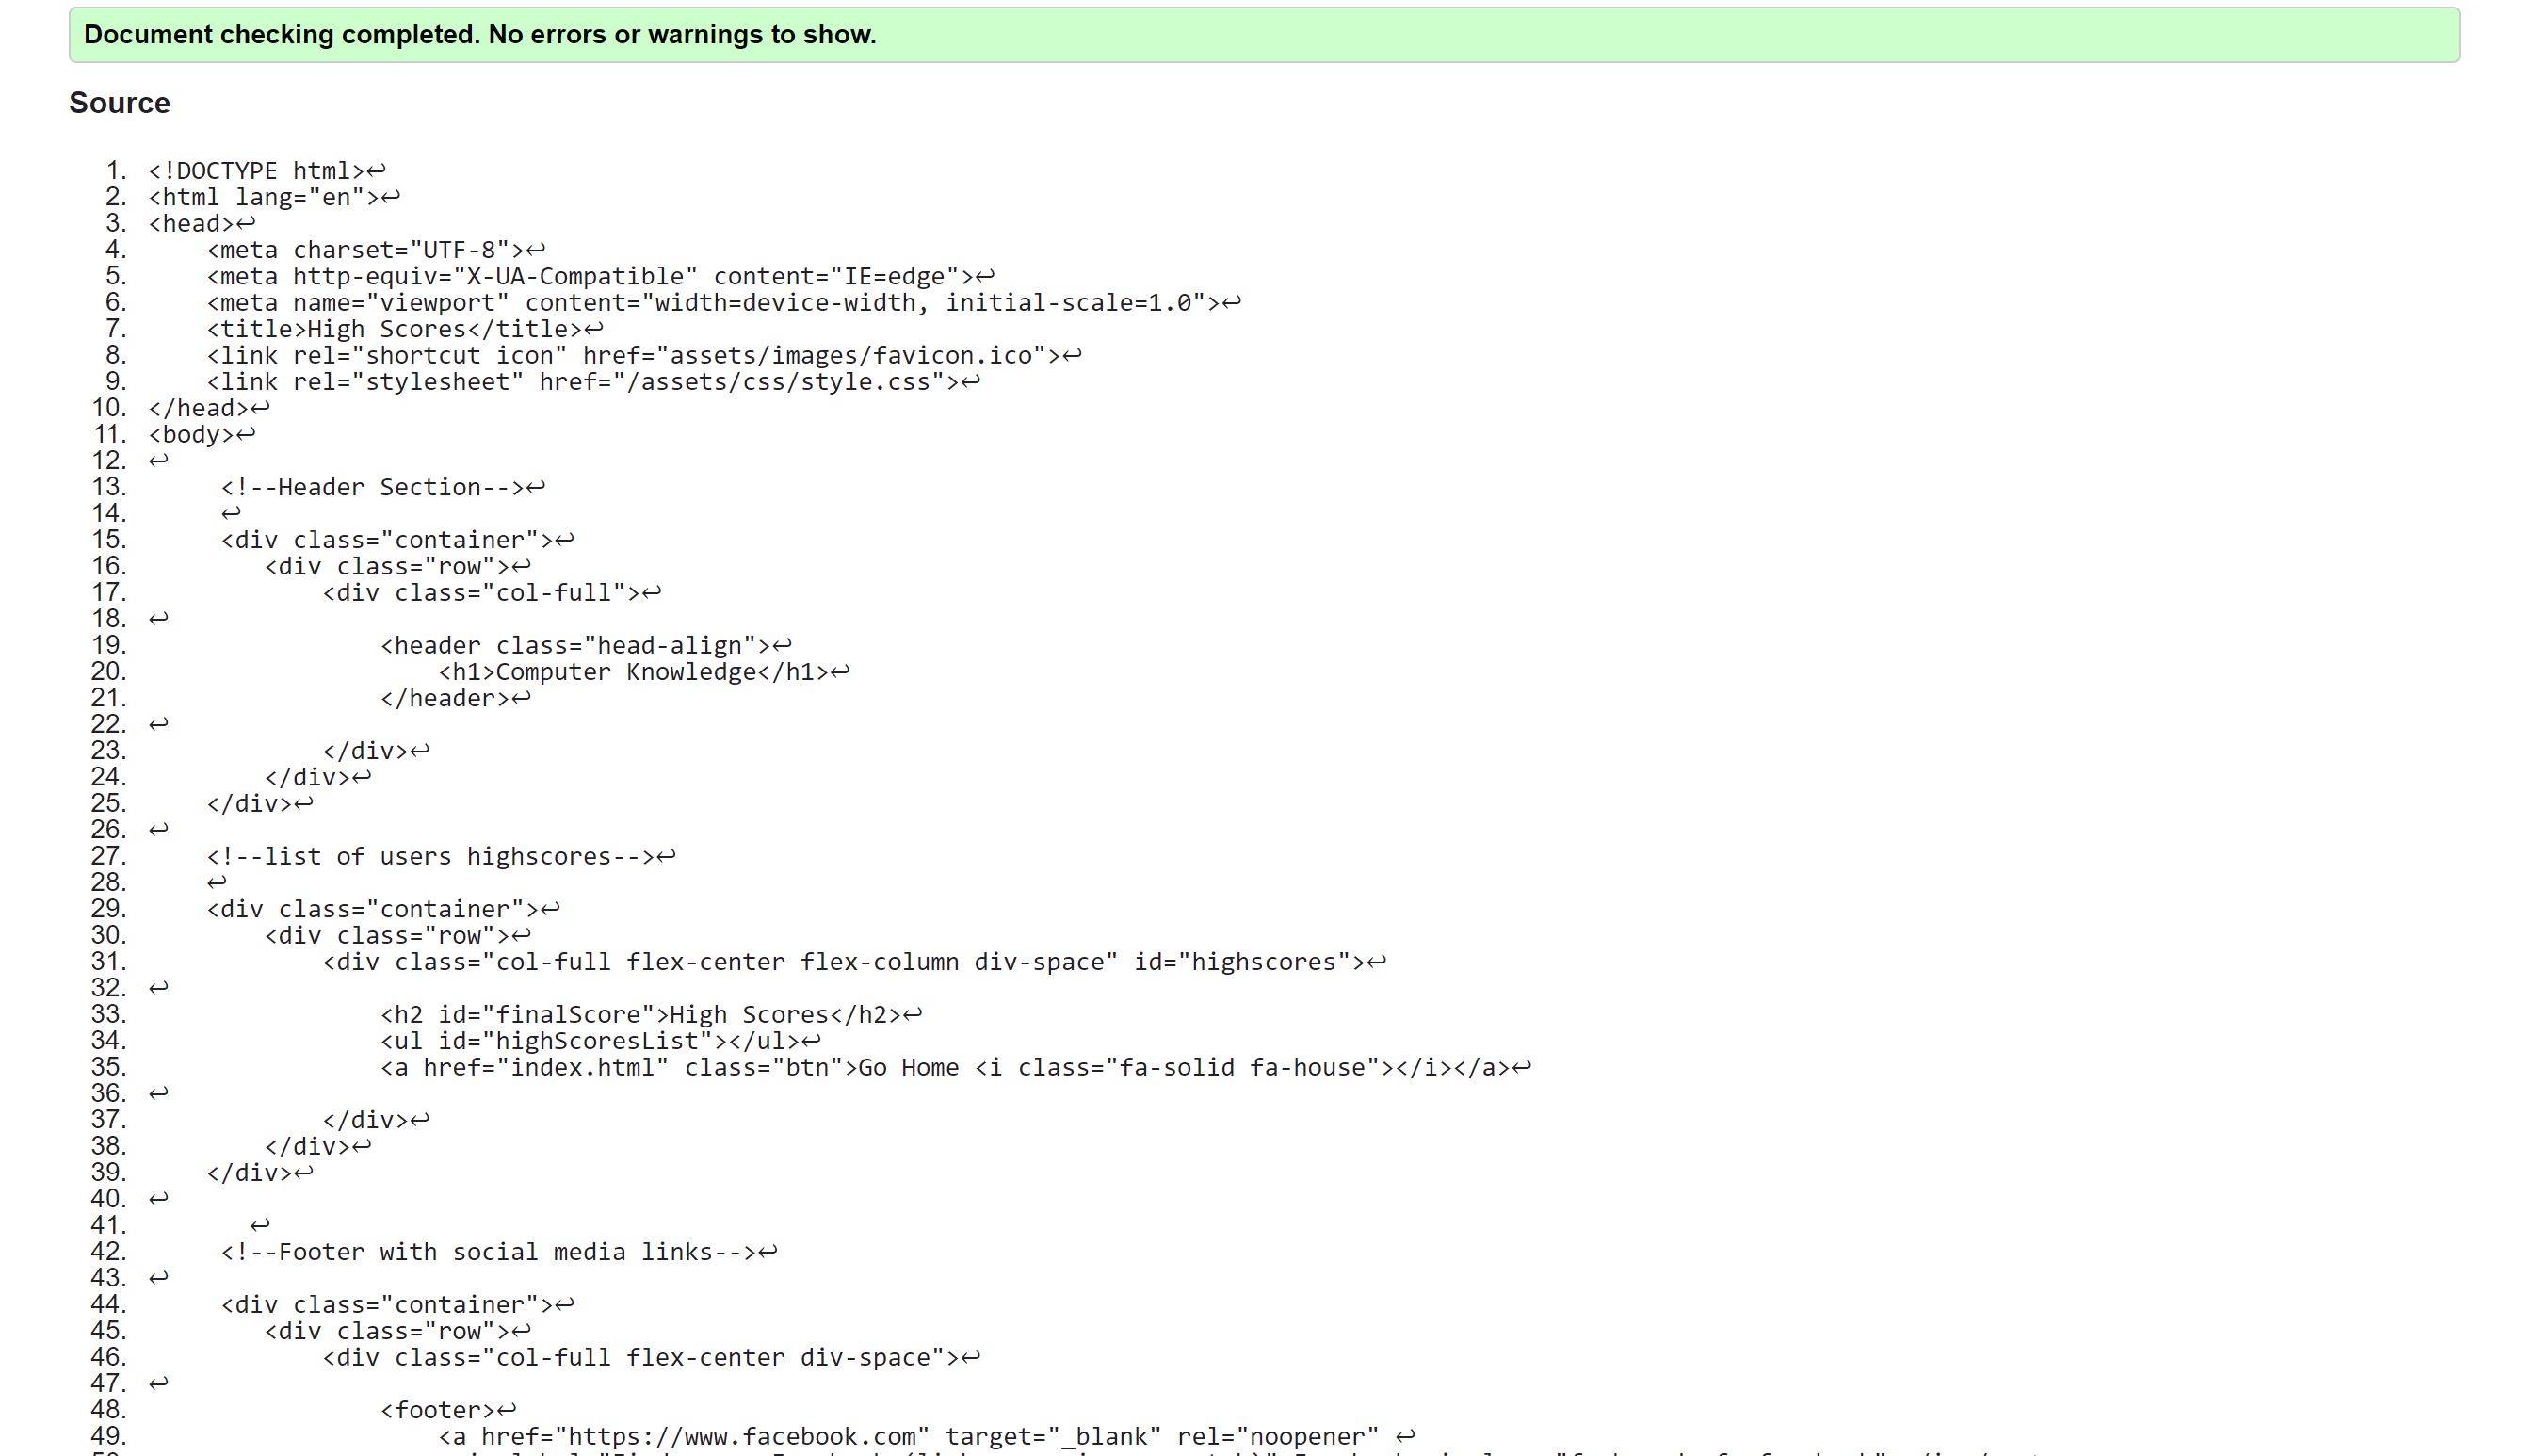 Document checking completed. No errors or warnings to show.
Source
1. <!DOCTYPE html>↩
2. <html lang="en">↩
3. <head>↩
4.     <meta charset="UTF-8">↩
5.     <meta http-equiv="X-UA-Compatible" content="IE=edge">↩
6.     <meta name="viewport" content="width=device-width, initial-scale=1.0">↩
7.     <title>High Scores</title>↩
8.     <link rel="shortcut icon" href="assets/images/favicon.ico">↩
9.     <link rel="stylesheet" href="/assets/css/style.css">↩
10. </head>↩
11. <body>↩
12. ↩
13.      <!--Header Section-->↩
14.      ↩
15.      <div class="container">↩
16.         <div class="row">↩
17.             <div class="col-full">↩
18. ↩
19.                 <header class="head-align">↩
20.                     <h1>Computer Knowledge</h1>↩
21.                 </header>↩
22. ↩
23.             </div>↩
24.         </div>↩
25.     </div>↩
26. ↩
27.     <!--list of users highscores-->↩
28.     ↩
29.     <div class="container">↩
30.         <div class="row">↩
31.             <div class="col-full flex-center flex-column div-space" id="highscores">↩
32. ↩
33.                 <h2 id="finalScore">High Scores</h2>↩
34.                 <ul id="highScoresList"></ul>↩
35.                 <a href="index.html" class="btn">Go Home <i class="fa-solid fa-house"></i></a>↩
36. ↩
37.             </div>↩
38.         </div>↩
39.     </div>↩
40. ↩
41.        ↩
42.      <!--Footer with social media links-->↩
43. ↩
44.      <div class="container">↩
45.         <div class="row">↩
46.             <div class="col-full flex-center div-space">↩
47. ↩
48.                 <footer>↩
49.                     <a href="https://www.facebook.com" target="_blank" rel="noopener" ↩